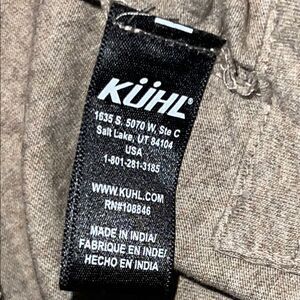 KÜHL®
1635 S. 5070 W, Ste C
Salt Lake, UT 84104
USA
1-801-281-3185
WWW.KUHL.COM
RN#108846
MADE IN INDIA/
FABRIQUE EN INDE/
HECHO EN INDIA